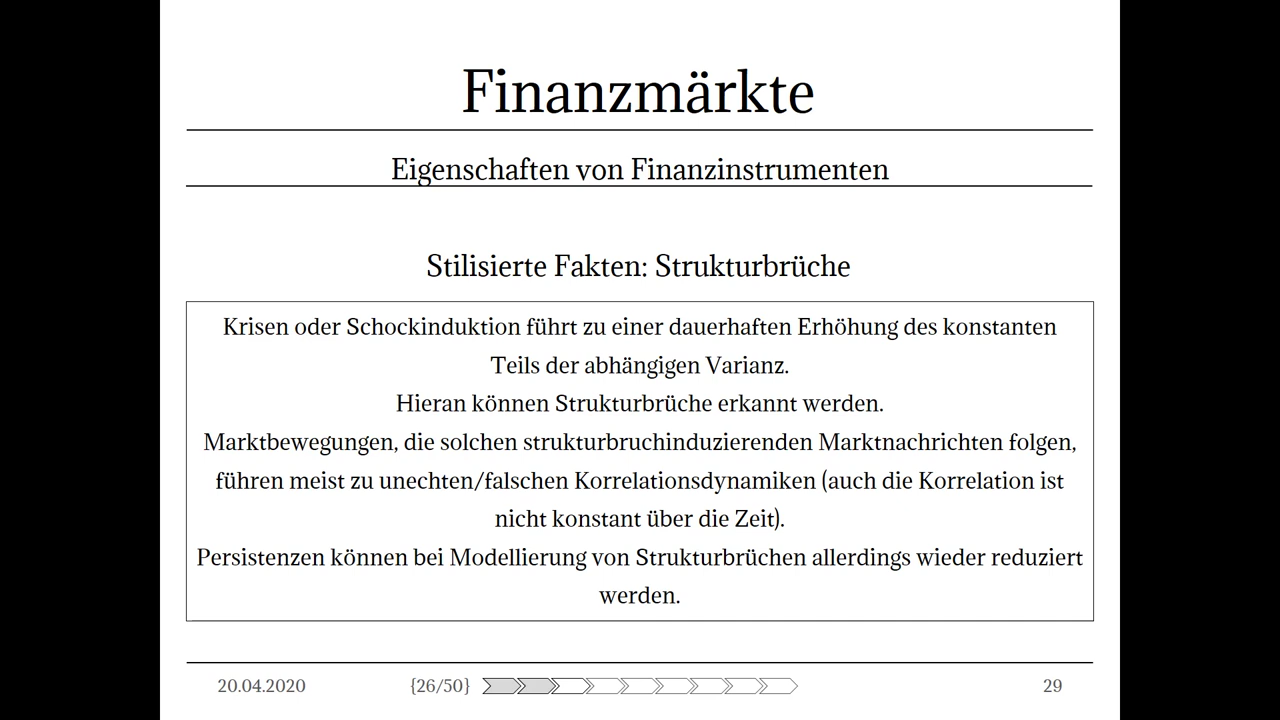 Finanzmärkte
Eigenschaften von Finanzinstrumenten
Stilisierte Fakten: Strukturbrüche
Krisen oder Schockinduktion führt zu einer dauerhaften Erhöhung des konstanten
Teils der abhängigen Varianz.
Hieran können Strukturbrüche erkannt werden.
Marktbewegungen, die solchen strukturbruchinduzierenden Marktnachrichten folgen,
führen meist zu unechten/falschen Korrelationsdynamiken (auch die Korrelation ist
nicht konstant über die Zeit).
Persistenzen können bei Modellierung von Strukturbrüchen allerdings wieder reduziert
werden.
20.04.2020 {26/50} 29